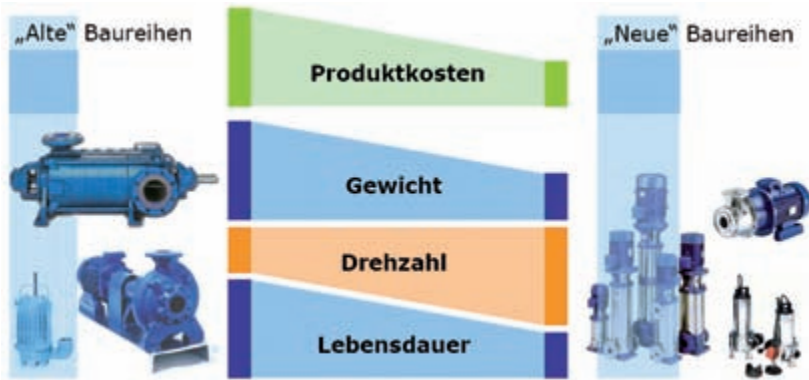 „Alte“ Baureihen
„Neue“ Baureihen
Produktkosten
Gewicht
Drehzahl
Lebensdauer